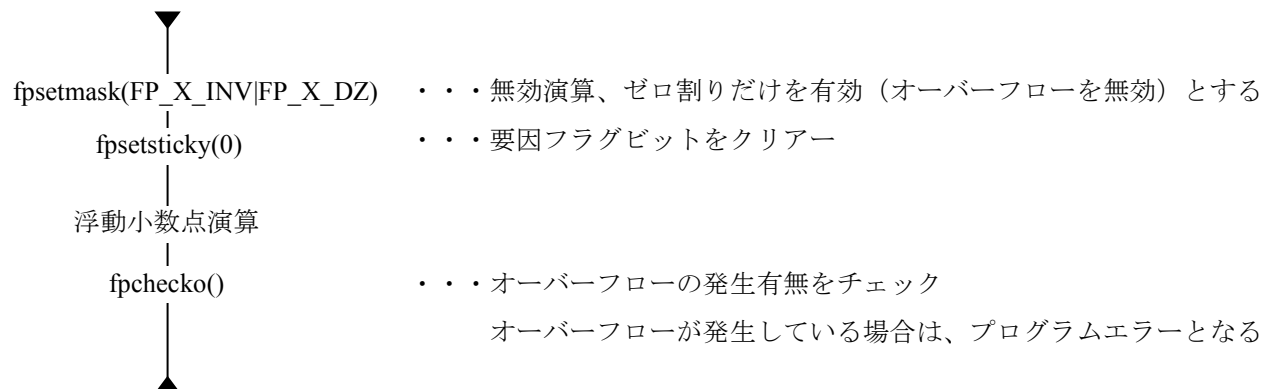 fpsetmask(FP_X_INV|FP_X_DZ) ・・・無効演算、ゼロ割りだけを有効（オーバーフローを無効）とする
fpsetsticky(0) ・・・要因フラグビットをクリアー
浮動小数点演算
fpchecko() ・・・オーバーフローの発生有無をチェック
オーバーフローが発生している場合は、プログラムエラーとなる